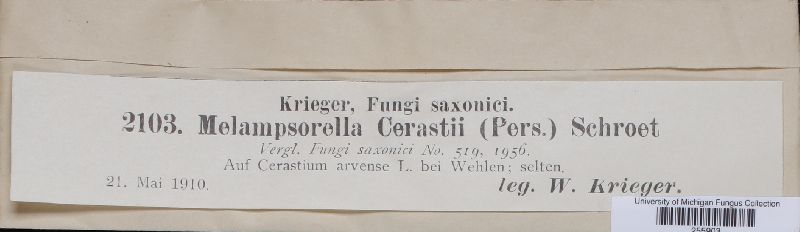 Krieger, Fungi saxonici.
2103. Melampsorella Cerastii (Pers.) Schroet
Vergl. Fungi saxonici No. 519, 1956.
Auf Cerastium arvense L. bei Wehlen; selten.
21. Mai 1910.
leg. W. Krieger.
University of Michigan Fungus Collection
255903